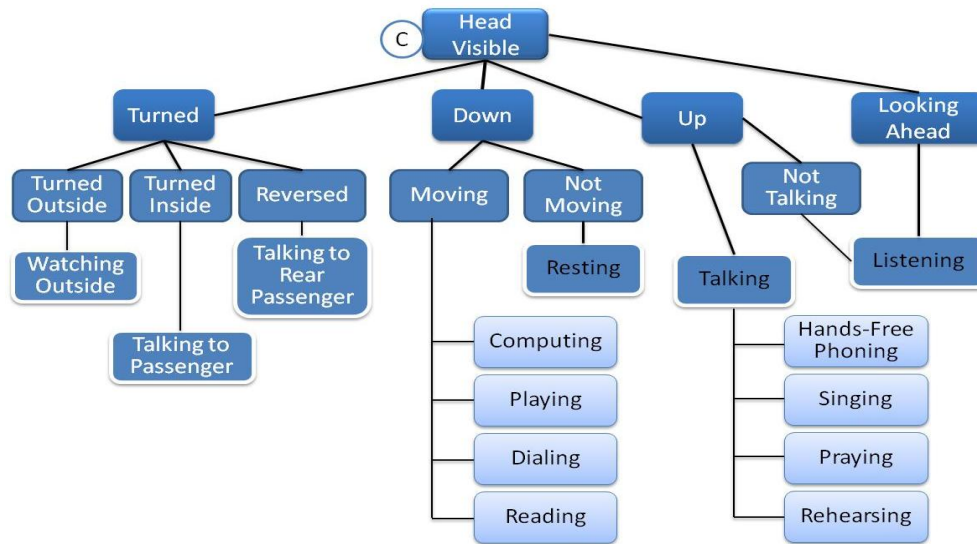 C
Head
Visible
Turned
Down
Up
Looking
Ahead
Turned
Outside
Turned
Inside
Reversed
Moving
Not
Moving
Not
Talking
Watching
Outside
Talking to
Rear
Passenger
Resting
Talking
Listening
Talking to
Passenger
Computing
Playing
Dialing
Reading
Hands-Free
Phoning
Singing
Praying
Rehearsing